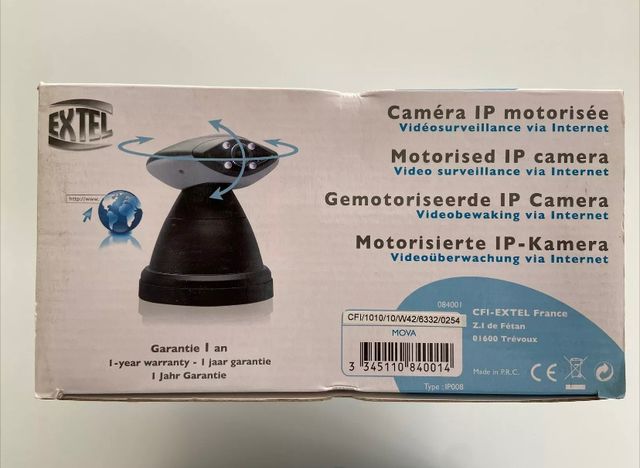 EXTEL
Caméra IP motorisée
Vidéosurveillance via Internet
Motorised IP camera
Video surveillance via Internet
Gemotoriseerde IP Camera
Videobewaking via Internet
Motorisierte IP-Kamera
Videoüberwachung via Internet
http://www.
Garantie 1 an
1-year warranty - 1 jaar garantie
1 Jahr Garantie
084001
CFI/1010/10/W42/6332/0254
MOVA
3 345110 840014
Type : IP008
CFI-EXTEL France
Z.I de Fétan
01600 Trévoux
Made in P.R.C.
CE